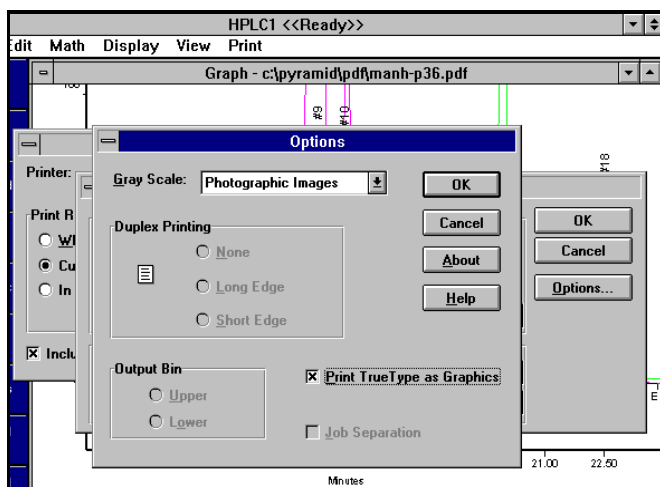 HPLC1 <<Ready>>
Edit Math Display View Print
Graph - c:\pyramid\pdf\manh-p36.pdf
#9
#10
#18
Options
Printer:
Gray Scale: Photographic Images
OK
Cancel
About
Help
Print R
Wi
Cu
In
Inclu
Duplex Printing
None
Long Edge
Short Edge
Output Bin
Upper
Lower
Print TrueType as Graphics
Job Separation
OK
Cancel
Options...
E
21.00 22.50
Minutes